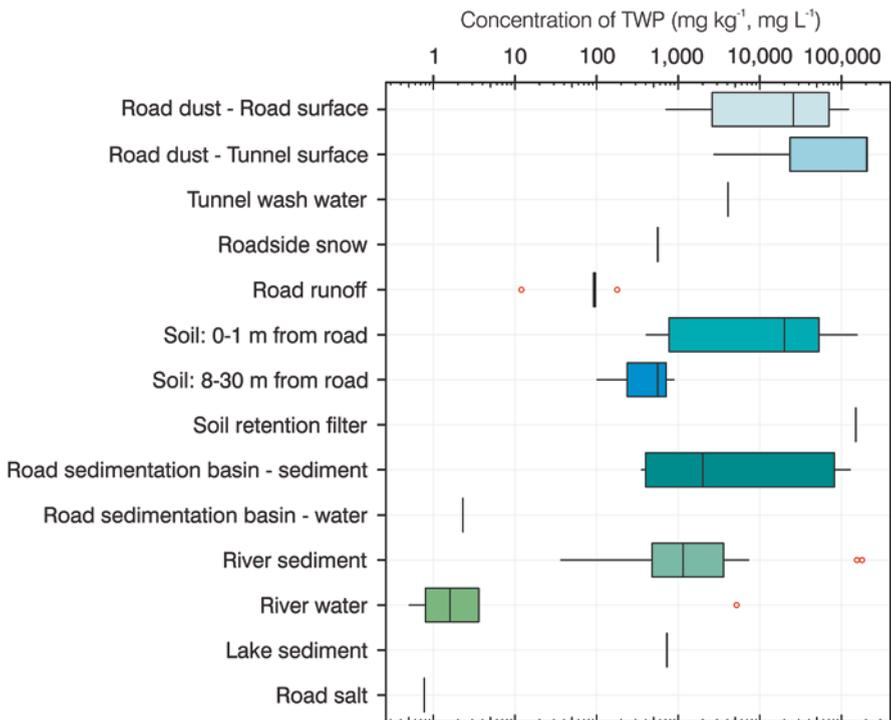 Concentration of TWP (mg kg⁻¹, mg L⁻¹)
1 10 100 1,000 10,000 100,000
Road dust - Road surface
Road dust - Tunnel surface
Tunnel wash water
Roadside snow
Road runoff
Soil: 0-1 m from road
Soil: 8-30 m from road
Soil retention filter
Road sedimentation basin - sediment
Road sedimentation basin - water
River sediment
River water
Lake sediment
Road salt